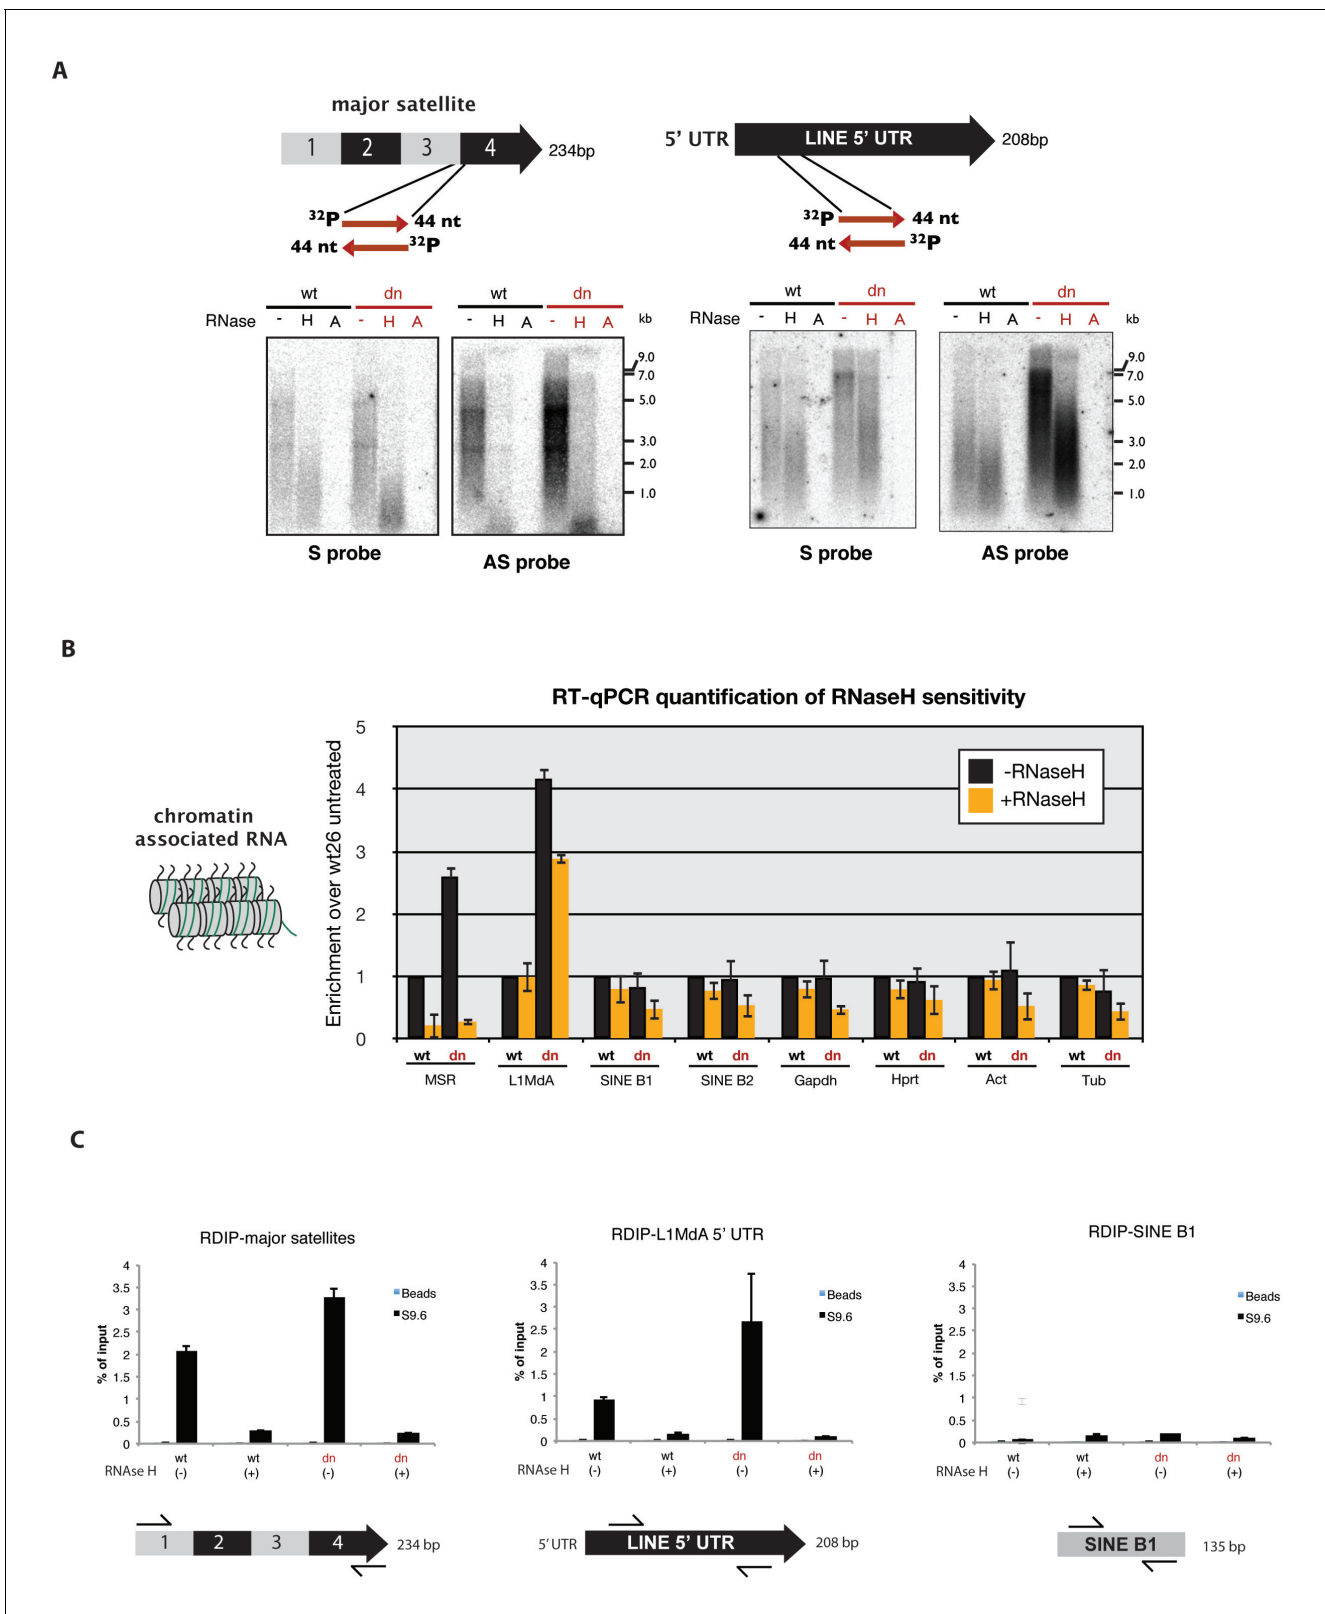 A
major satellite
1 2 3 4 234bp
32P 44 nt
44 nt 32P
5' UTR LINE 5' UTR 208bp
32P 44 nt
44 nt 32P
wt dn wt dn
RNase - H A - H A - H A - H A kb
9.0
7.0
5.0
3.0
2.0
1.0
S probe AS probe
wt dn wt dn
RNase - H A - H A - H A - H A kb
9.0
7.0
5.0
3.0
2.0
1.0
S probe AS probe
B
RT-qPCR quantification of RNaseH sensitivity
chromatin
associated RNA
Enrichment over wt26 untreated
5
4
3
2
1
0
-RNaseH
+RNaseH
wt dn wt dn wt dn wt dn wt dn wt dn wt dn wt dn
MSR L1MdA SINE B1 SINE B2 Gapdh Hprt Act Tub
C
RDIP-major satellites
% of input
4
3.5
3
2.5
2
1.5
1
0.5
0
Beads
S9.6
wt wt dn dn
RNAse H (-) (+) (-) (+)
1 2 3 4 234 bp
RDIP-L1MdA 5' UTR
% of input
4
3.5
3
2.5
2
1.5
1
0.5
0
Beads
S9.6
wt wt dn dn
RNAse H (-) (+) (-) (+)
5' UTR LINE 5' UTR 208 bp
RDIP-SINE B1
% of input
4
3.5
3
2.5
2
1.5
1
0.5
0
Beads
S9.6
wt wt dn dn
RNAse H (-) (+) (-) (+)
SINE B1 135 bp